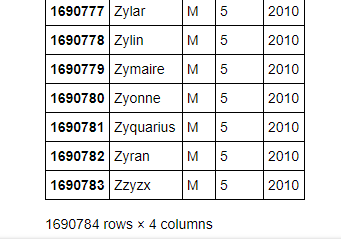 1690777 Zylar M 5 2010
1690778 Zylin M 5 2010
1690779 Zymaire M 5 2010
1690780 Zyonne M 5 2010
1690781 Zyquarius M 5 2010
1690782 Zyran M 5 2010
1690783 Zzyzx M 5 2010
1690784 rows × 4 columns